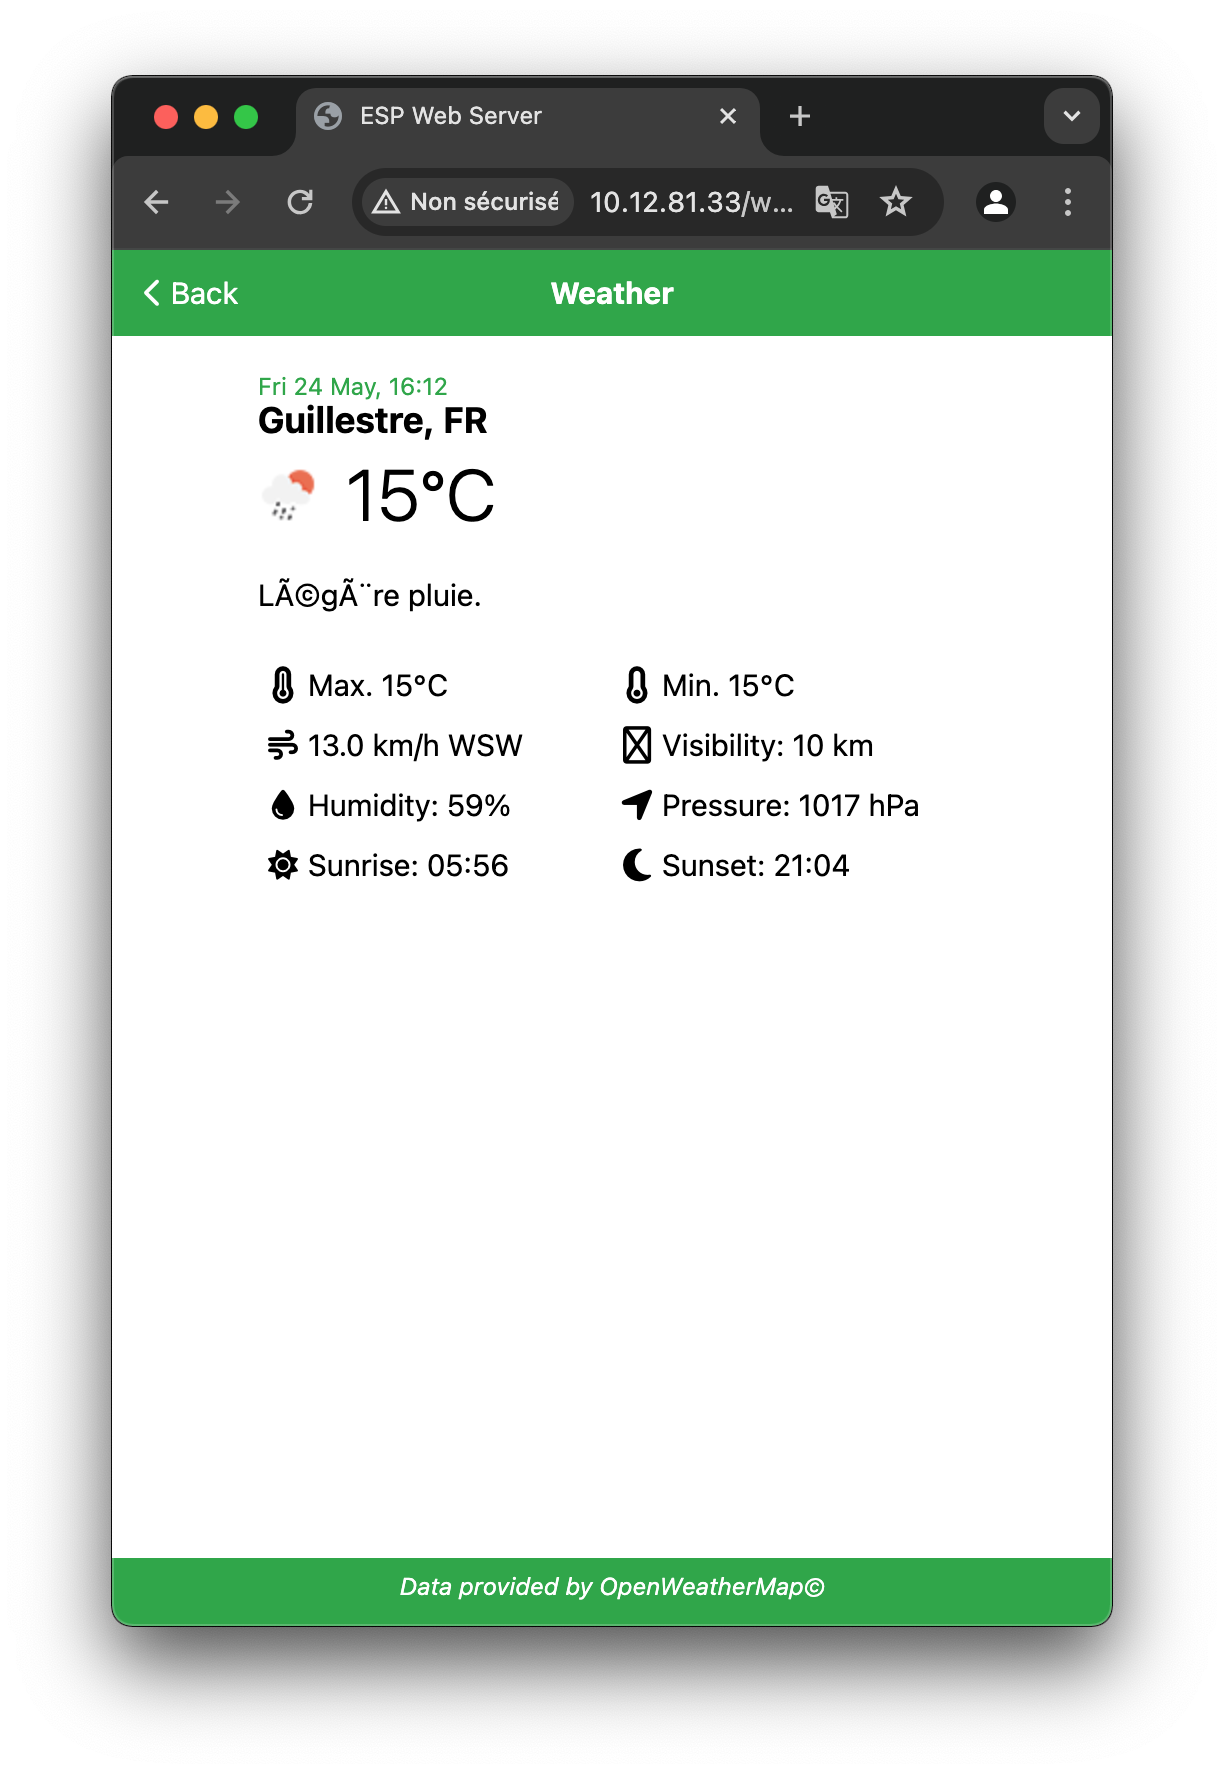 ESP Web Server
Non sécurisé 10.12.81.33/w...
Back
Weather
Fri 24 May, 16:12
Guillestre, FR
15°C
LÃ©gÃ¨re pluie.
Max. 15°C
Min. 15°C
13.0 km/h WSW
Visibility: 10 km
Humidity: 59%
Pressure: 1017 hPa
Sunrise: 05:56
Sunset: 21:04
Data provided by OpenWeatherMap©